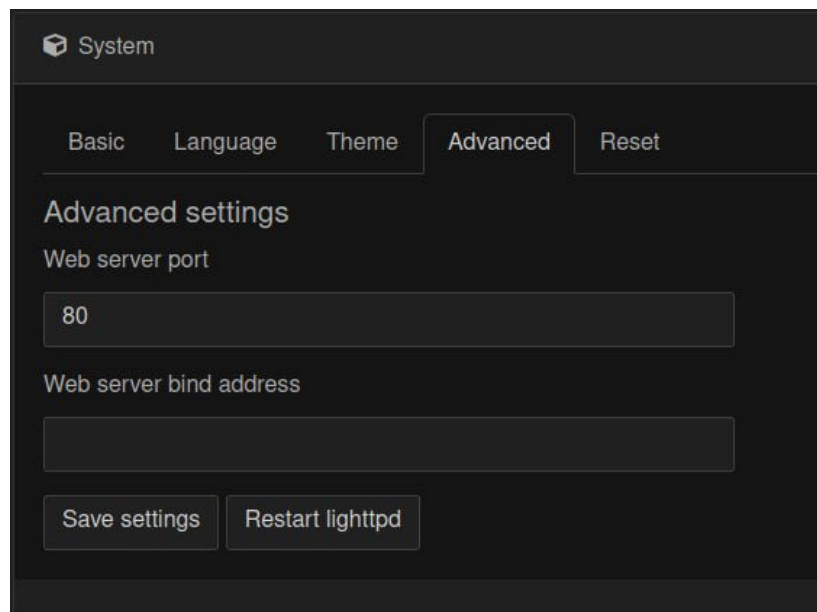 System
Basic Language Theme Advanced Reset
Advanced settings
Web server port
80
Web server bind address
Save settings Restart lighttpd